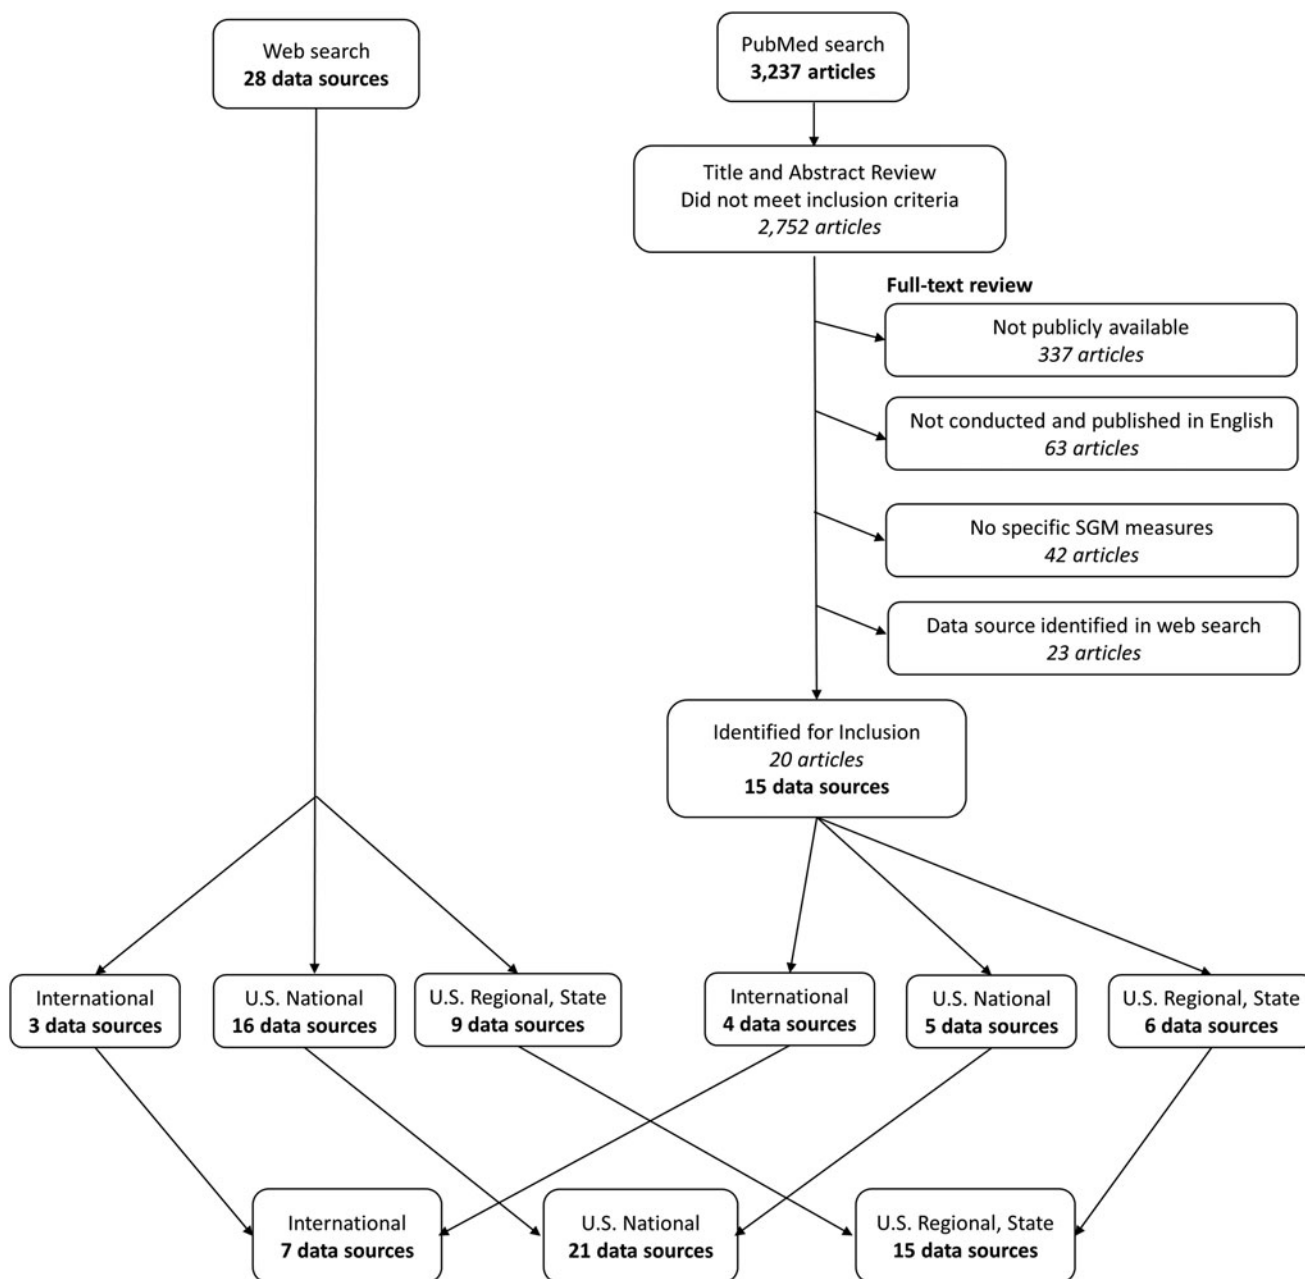 Web search
28 data sources
PubMed search
3,237 articles
Title and Abstract Review
Did not meet inclusion criteria
2,752 articles
Full-text review
Not publicly available
337 articles
Not conducted and published in English
63 articles
No specific SGM measures
42 articles
Data source identified in web search
23 articles
Identified for Inclusion
20 articles
15 data sources
International
3 data sources
U.S. National
16 data sources
U.S. Regional, State
9 data sources
International
4 data sources
U.S. National
5 data sources
U.S. Regional, State
6 data sources
International
7 data sources
U.S. National
21 data sources
U.S. Regional, State
15 data sources